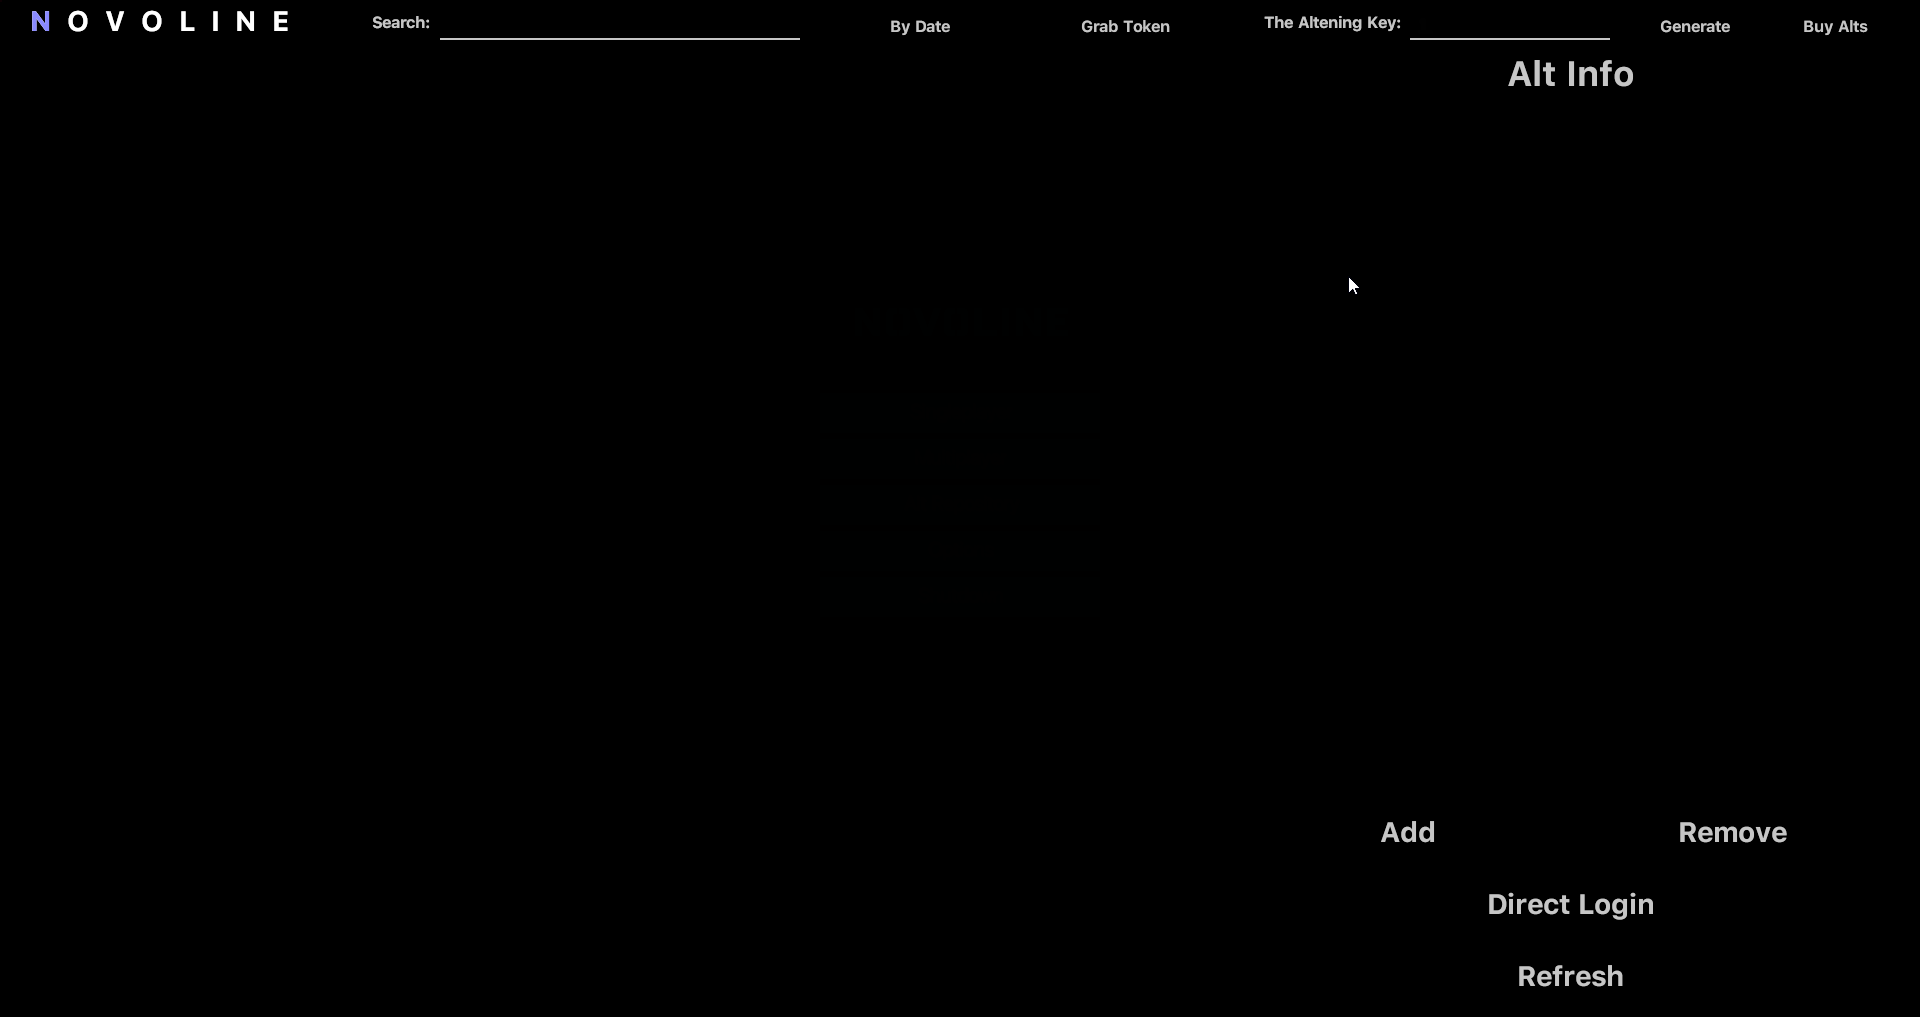 NOVOLINE Search: By Date Grab Token The Altening Key: Generate Buy Alts
Alt Info
Add Remove
Direct Login
Refresh